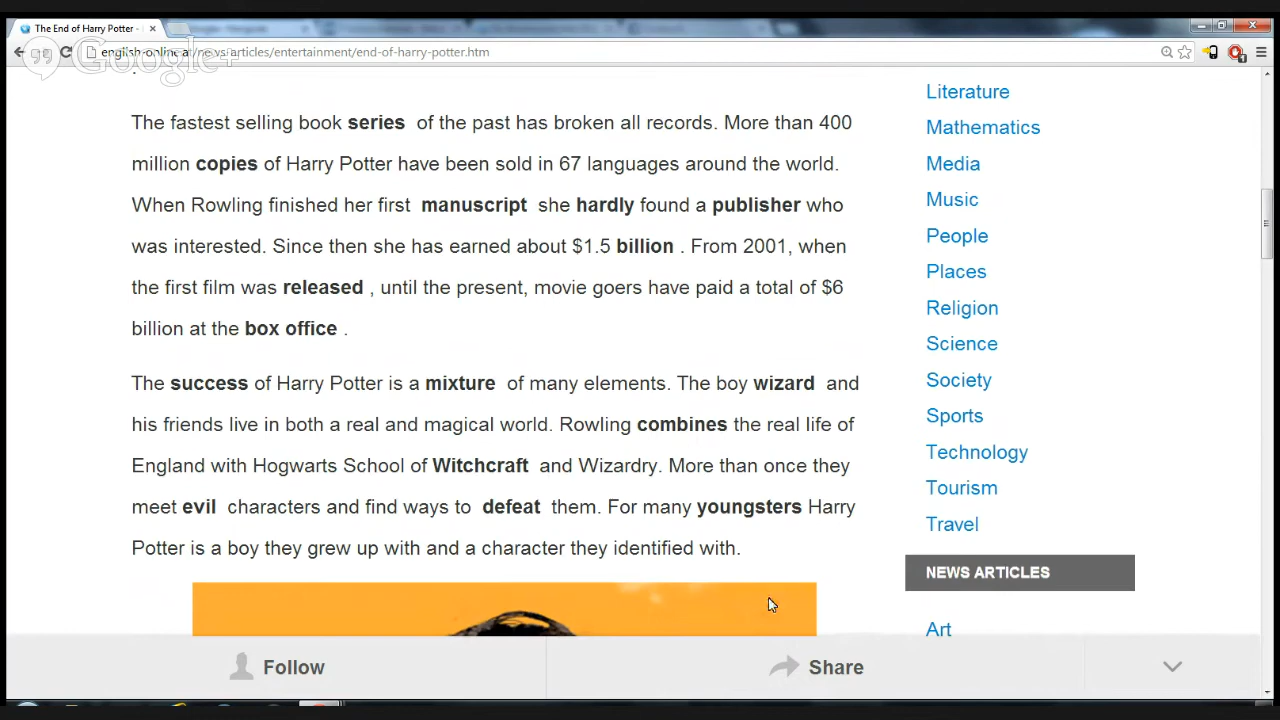 The End of Harry Potter -
english-online.at/news/articles/entertainment/end-of-harry-potter.htm
Google+
The fastest selling book series of the past has broken all records. More than 400
million copies of Harry Potter have been sold in 67 languages around the world.
When Rowling finished her first manuscript she hardly found a publisher who
was interested. Since then she has earned about $1.5 billion . From 2001, when
the first film was released , until the present, movie goers have paid a total of $6
billion at the box office .
The success of Harry Potter is a mixture of many elements. The boy wizard and
his friends live in both a real and magical world. Rowling combines the real life of
England with Hogwarts School of Witchcraft and Wizardry. More than once they
meet evil characters and find ways to defeat them. For many youngsters Harry
Potter is a boy they grew up with and a character they identified with.
Literature
Mathematics
Media
Music
People
Places
Religion
Science
Society
Sports
Technology
Tourism
Travel
NEWS ARTICLES
Art
Follow
Share